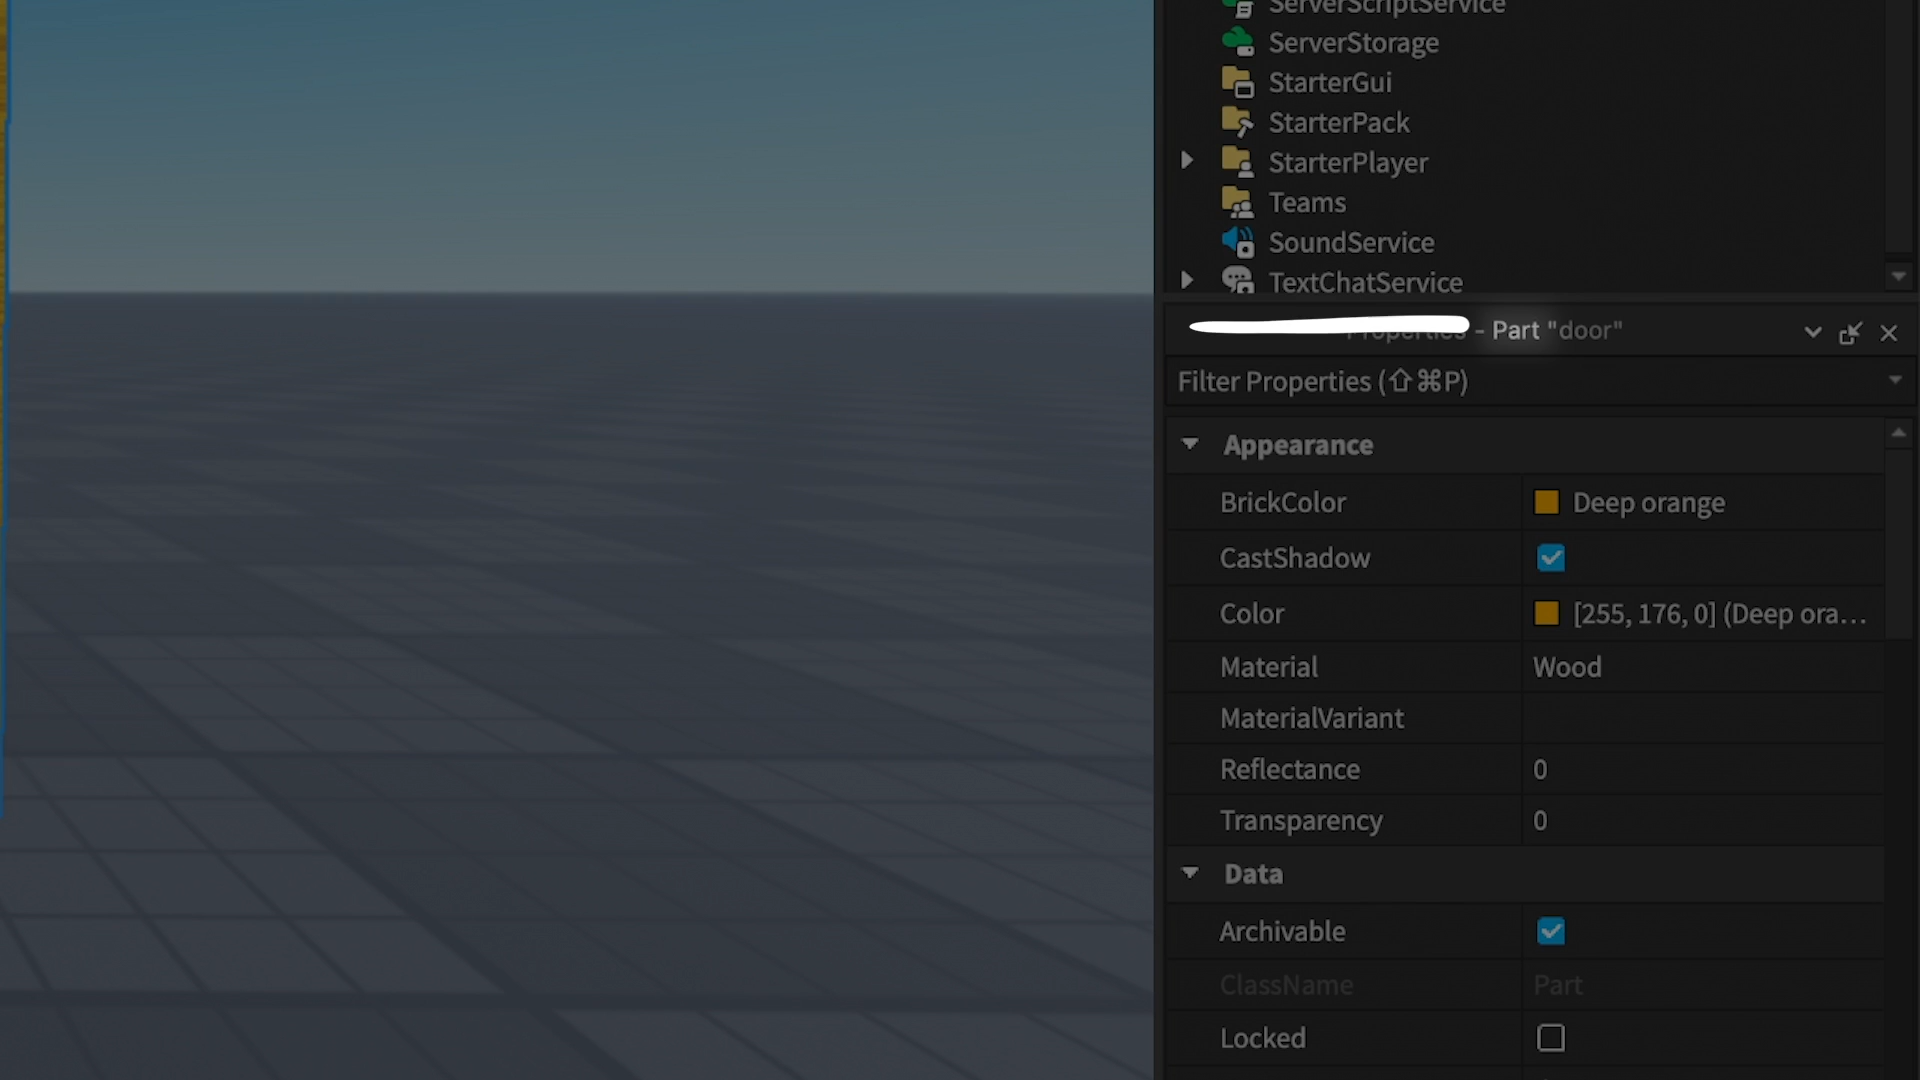 ServerScriptService
ServerStorage
StarterGui
StarterPack
StarterPlayer
Teams
SoundService
TextChatService
Properties - Part "door"
Filter Properties (⇧⌘P)
Appearance
BrickColor Deep orange
CastShadow
Color [255, 176, 0] (Deep ora...
Material Wood
MaterialVariant
Reflectance 0
Transparency 0
Data
Archivable
ClassName Part
Locked